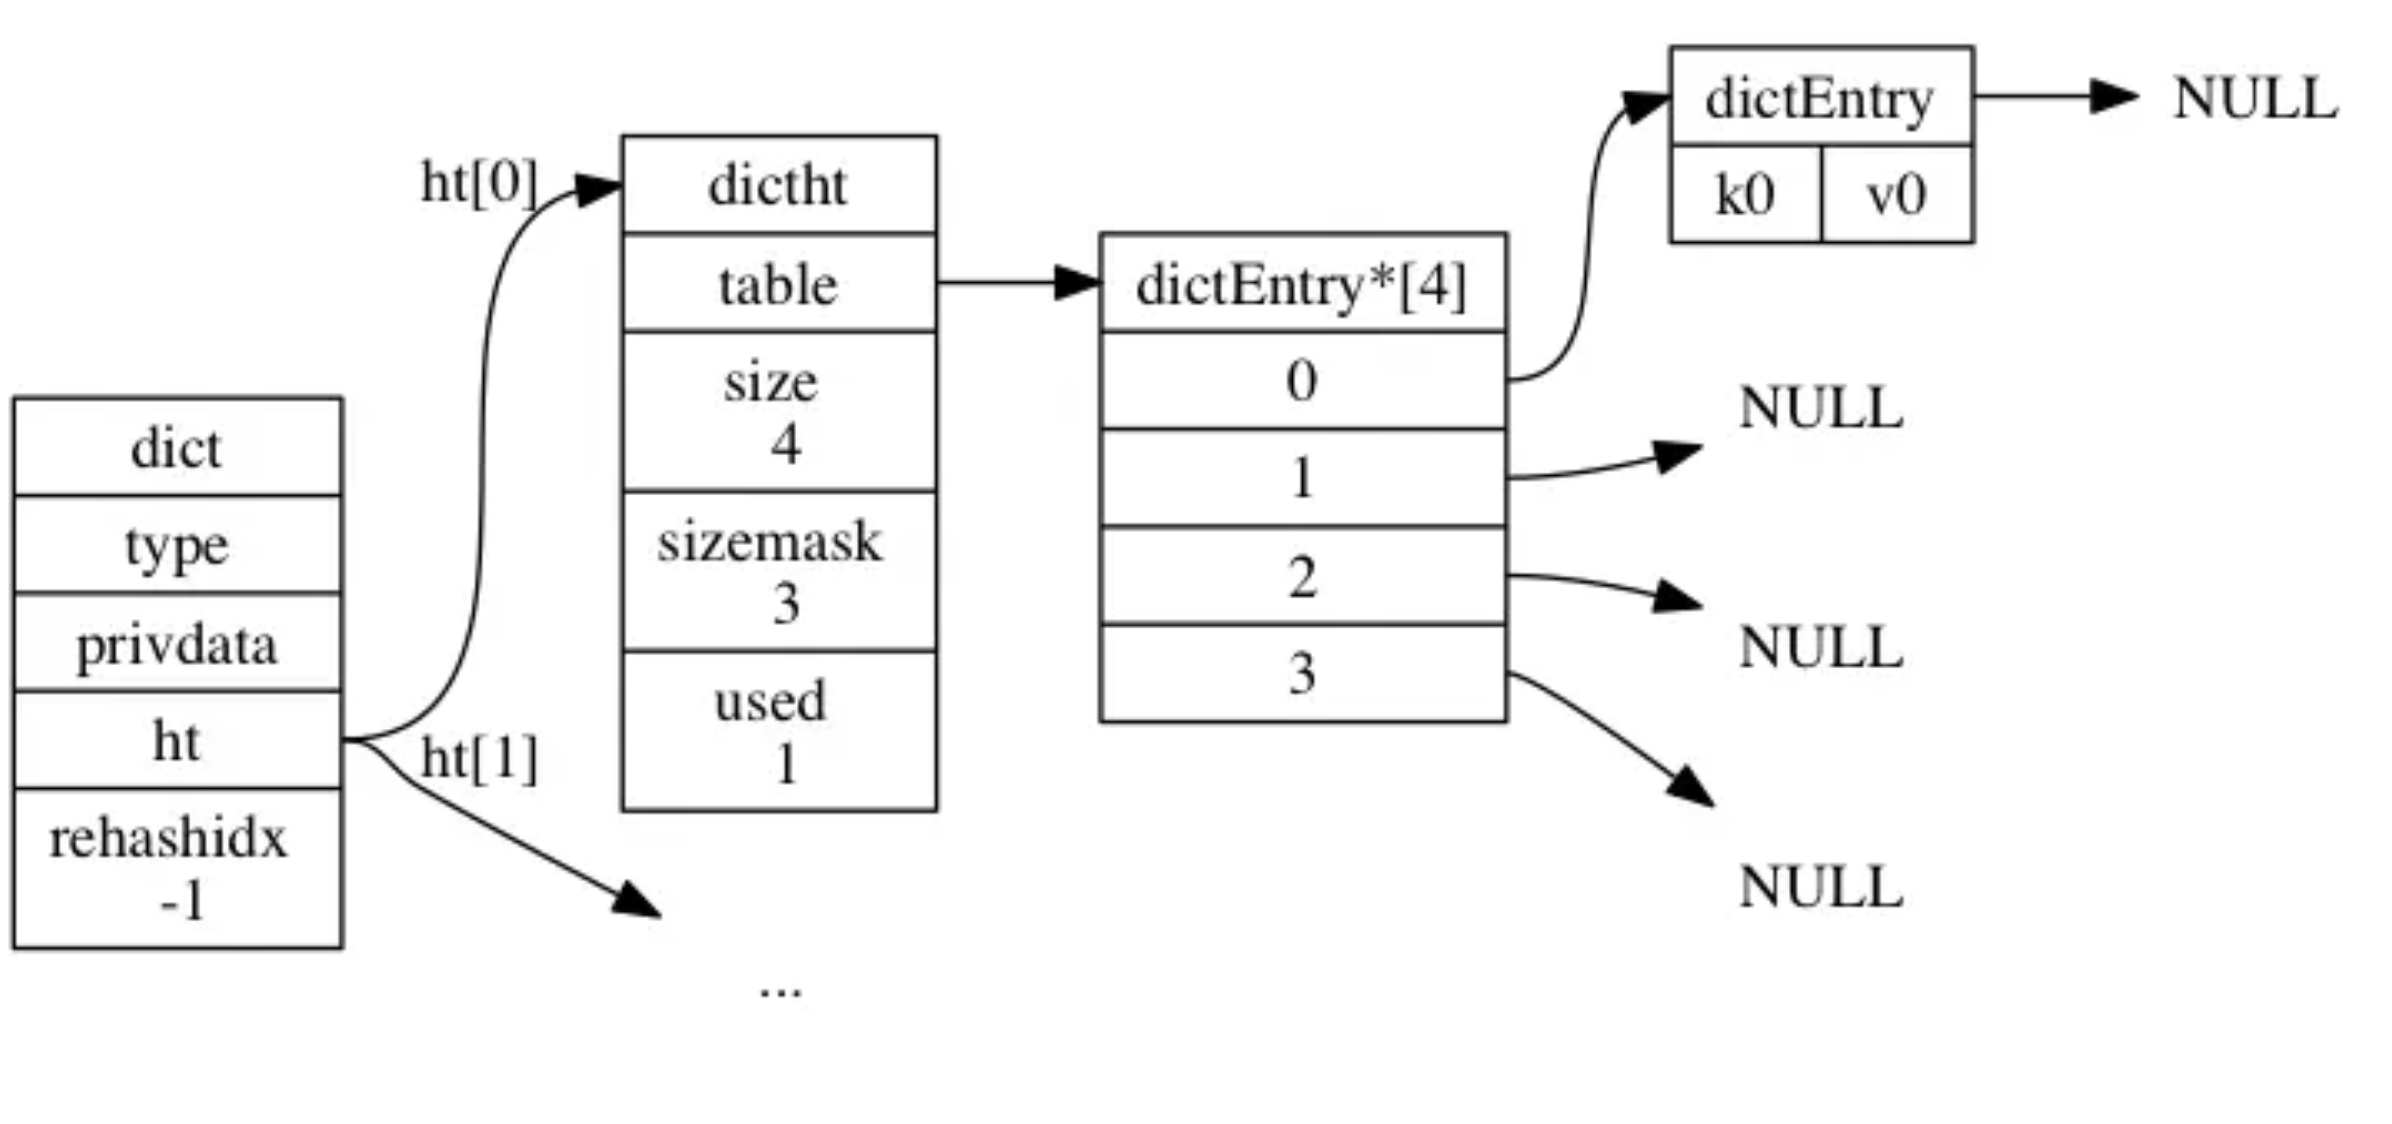 dict
type
privdata
ht
rehashidx
-1
ht[0]
ht[1]
dictht
table
size
4
sizemask
3
used
1
...
dictEntry*[4]
0
1
2
3
dictEntry
k0 v0
NULL
NULL
NULL
NULL